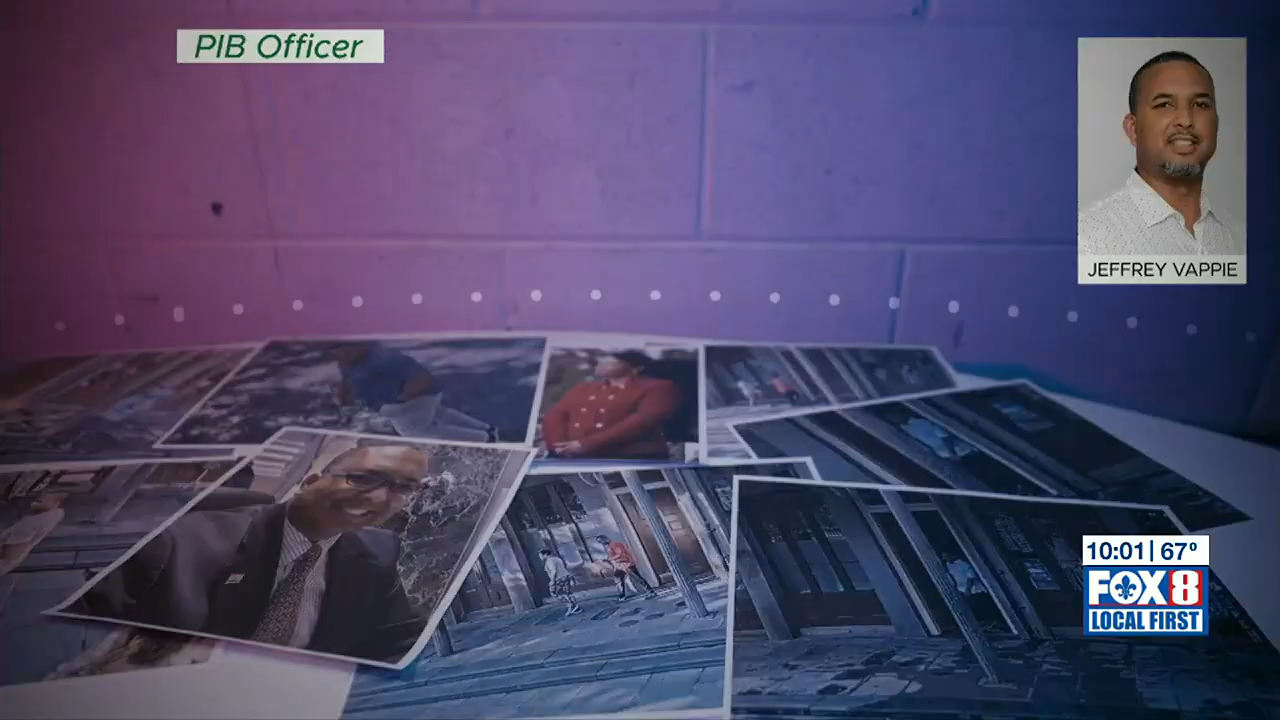 PIB Officer
JEFFREY VAPPIE
10:01 67°
FOX 8
LOCAL FIRST